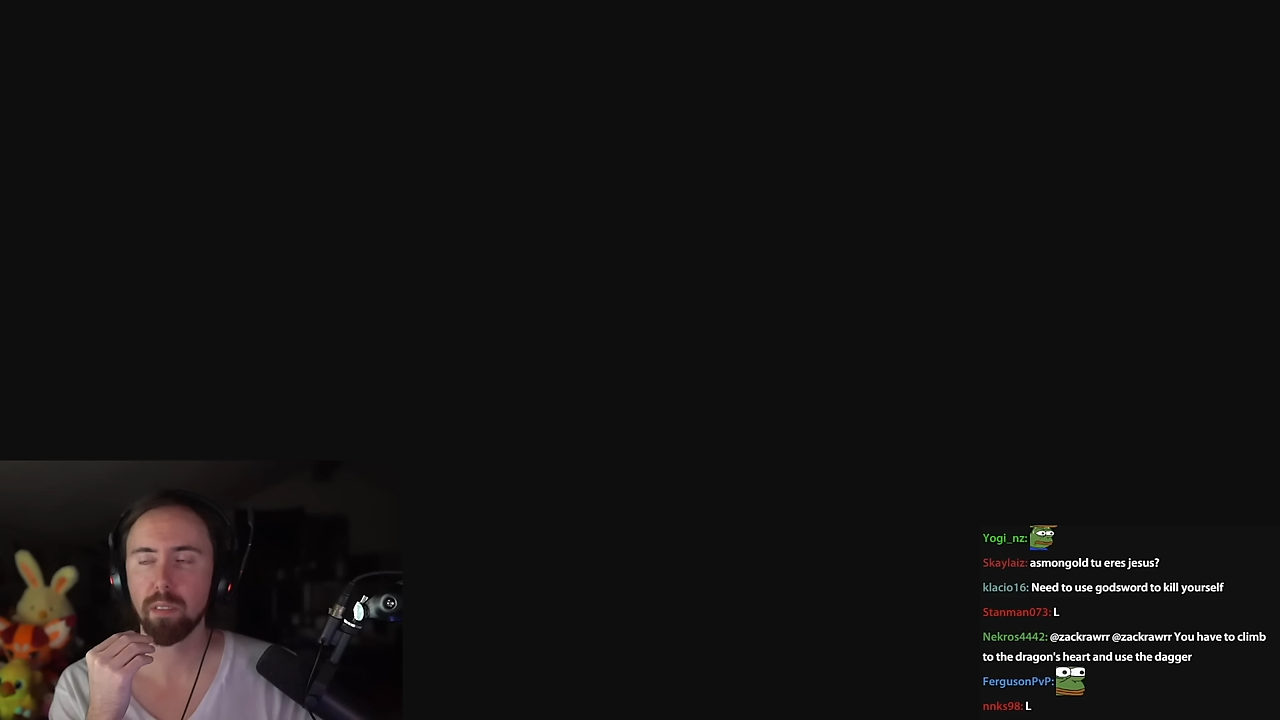 Yogi_nz:
Skaylaiz: asmongold tu eres jesus?
klacio16: Need to use godsword to kill yourself
Stanman073: L
Nekros4442: @zackrawrr @zackrawrr You have to climb
to the dragon's heart and use the dagger
FergusonPvP:
nnks98: L